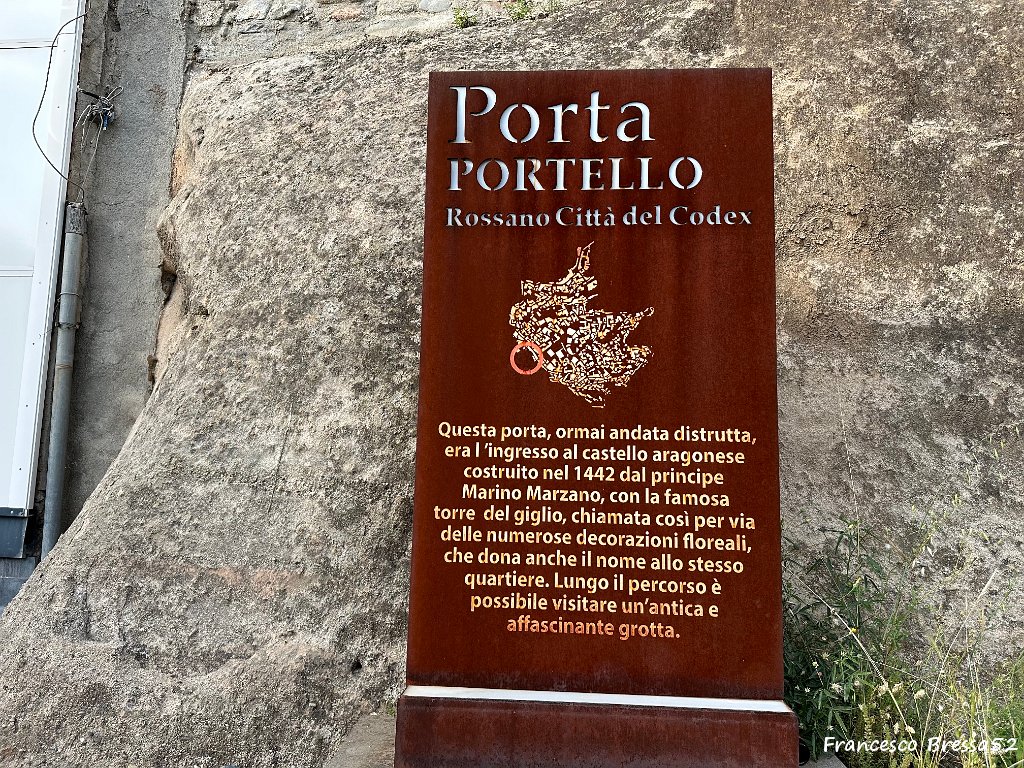 Porta
PORTELLO
Rossano Città del Codex
Questa porta, ormai andata distrutta,
era l 'ingresso al castello aragonese
costruito nel 1442 dal principe
Marino Marzano, con la famosa
torre del giglio, chiamata così per via
delle numerose decorazioni floreali,
che dona anche il nome allo stesso
quartiere. Lungo il percorso è
possibile visitare un'antica e
affascinante grotta.
Francesco Bressa52